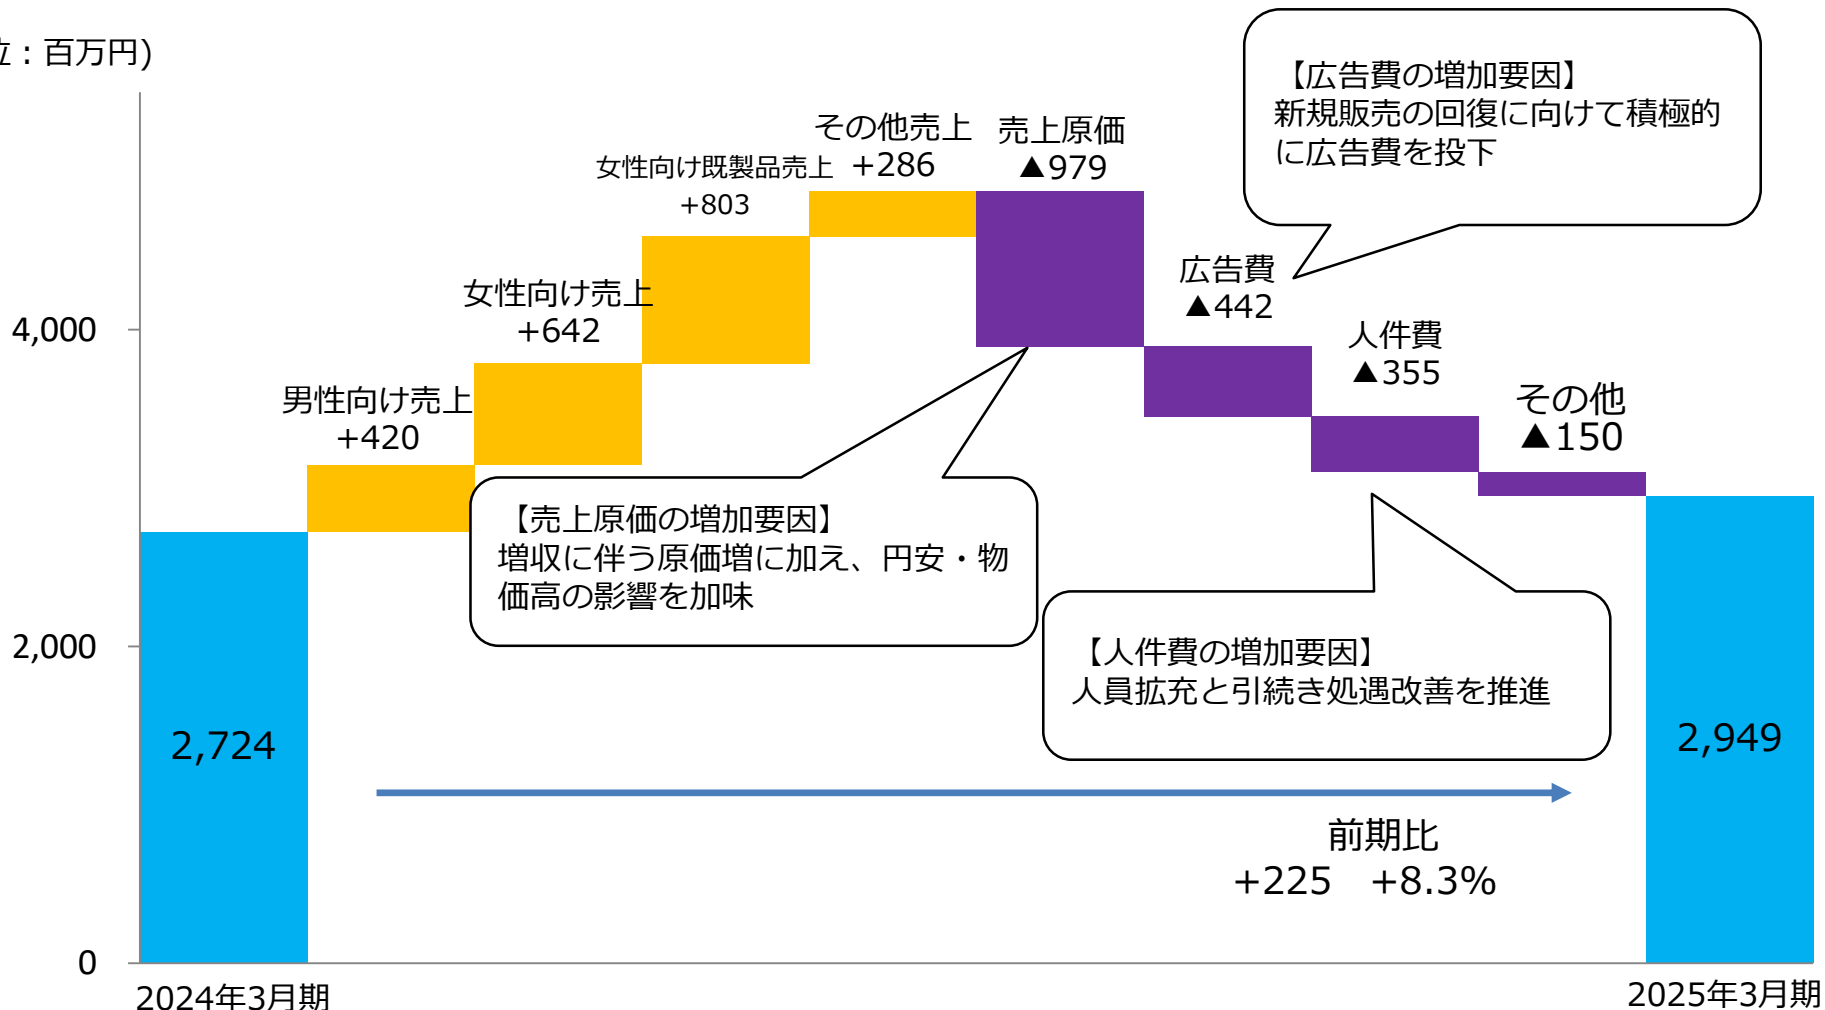 位：百万円)
【広告費の増加要因】
新規販売の回復に向けて積極的
に広告費を投下
その他売上
+286
売上原価
▲979
女性向け既製品売上
+803
広告費
▲442
女性向け売上
+642
4,000
人件費
▲355
男性向け売上
+420
その他
▲150
【売上原価の増加要因】
増収に伴う原価増に加え、円安・物
価高の影響を加味
2,000
【人件費の増加要因】
人員拡充と引続き処遇改善を推進
2,724
2,949
前期比
+225　+8.3%
0
2024年3月期
2025年3月期